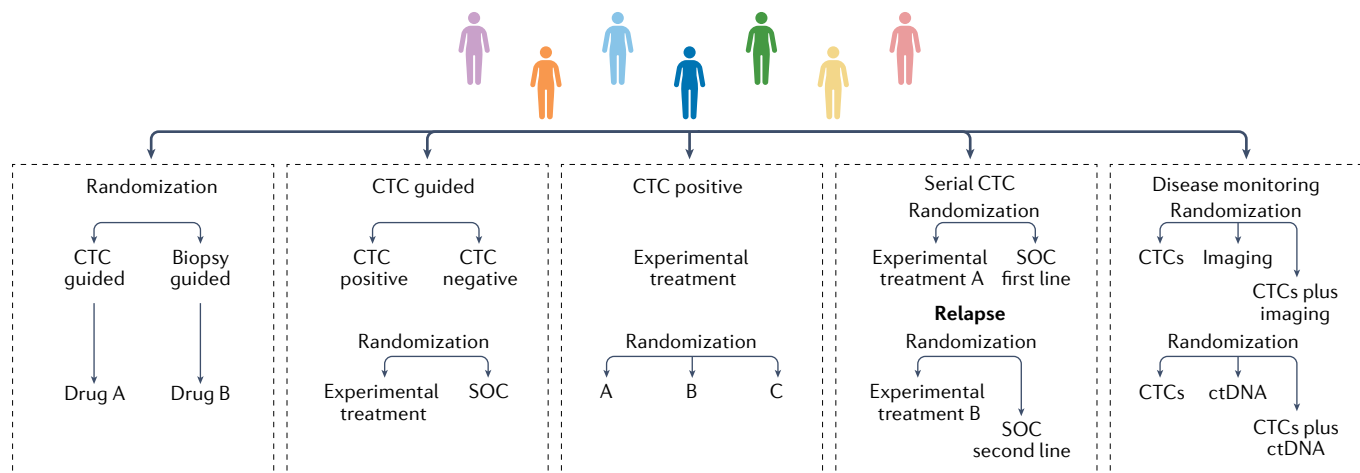 Randomization
CTC
guided
Biopsy
guided
Drug A
Drug B
CTC guided
CTC
positive
CTC
negative
Randomization
Experimental
treatment
SOC
CTC positive
Experimental
treatment
Randomization
A
B
C
Serial CTC
Randomization
Experimental
treatment A
SOC
first line
Relapse
Randomization
Experimental
treatment B
SOC
second line
Disease monitoring
Randomization
CTCs
Imaging
CTCs plus
imaging
Randomization
CTCs
ctDNA
CTCs plus
ctDNA